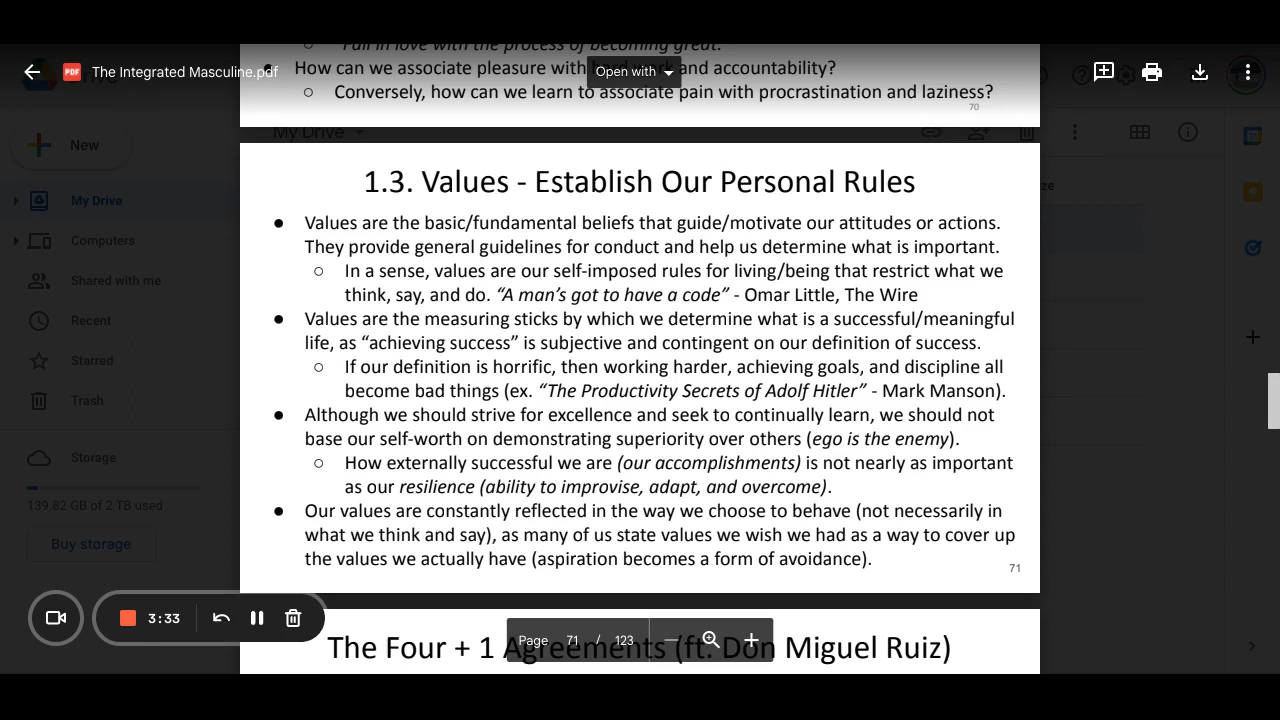 Fall in love with the process of becoming great.
The Integrated Masculine.pdf
Open with
How can we associate pleasure with hard work and accountability?
○ Conversely, how can we learn to associate pain with procrastination and laziness?
70
My Drive
New
My Drive
Computers
Shared with me
Recent
Starred
Trash
Storage
139.82 GB of 2 TB used
Buy storage
3:33
1.3. Values - Establish Our Personal Rules
● Values are the basic/fundamental beliefs that guide/motivate our attitudes or actions.
They provide general guidelines for conduct and help us determine what is important.
○ In a sense, values are our self-imposed rules for living/being that restrict what we
think, say, and do. “A man’s got to have a code” - Omar Little, The Wire
● Values are the measuring sticks by which we determine what is a successful/meaningful
life, as “achieving success” is subjective and contingent on our definition of success.
○ If our definition is horrific, then working harder, achieving goals, and discipline all
become bad things (ex. “The Productivity Secrets of Adolf Hitler” - Mark Manson).
● Although we should strive for excellence and seek to continually learn, we should not
base our self-worth on demonstrating superiority over others (ego is the enemy).
○ How externally successful we are (our accomplishments) is not nearly as important
as our resilience (ability to improvise, adapt, and overcome).
● Our values are constantly reflected in the way we choose to behave (not necessarily in
what we think and say), as many of us state values we wish we had as a way to cover up
the values we actually have (aspiration becomes a form of avoidance).
71
The Four + 1 Agreements (ft. Don Miguel Ruiz)
Page 71 / 123